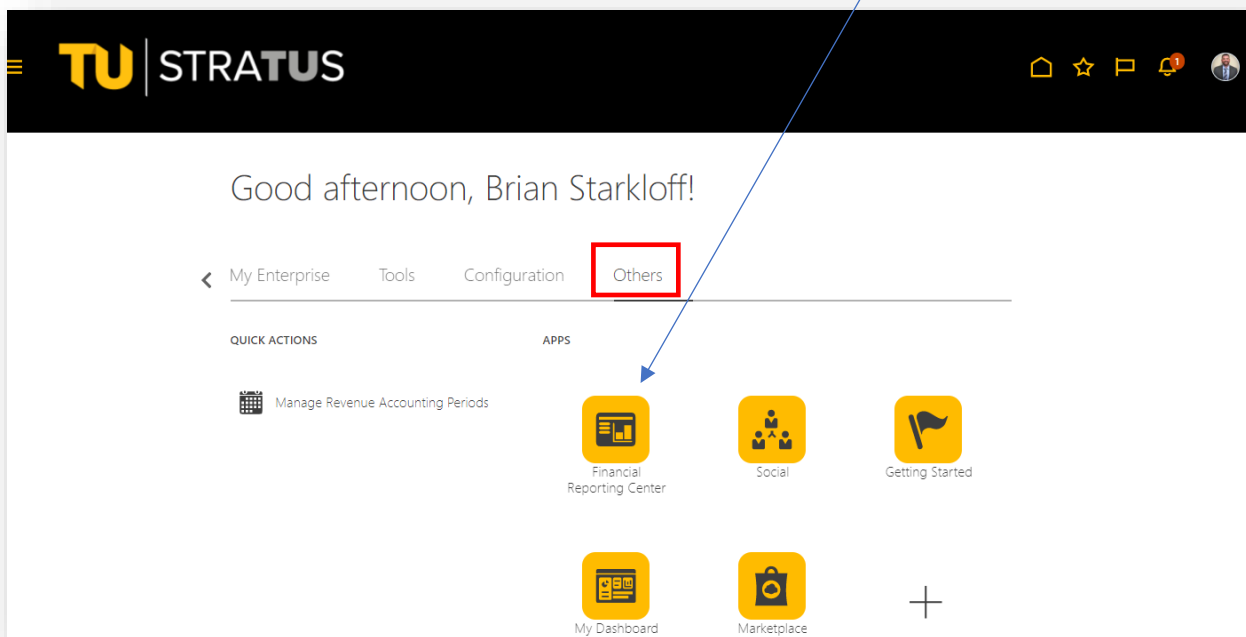 TU STRATUS
1
Good afternoon, Brian Starkloff!
My Enterprise Tools Configuration Others
QUICK ACTIONS APPS
Manage Revenue Accounting Periods
Financial
Reporting Center
Social
Getting Started
My Dashboard
Marketplace